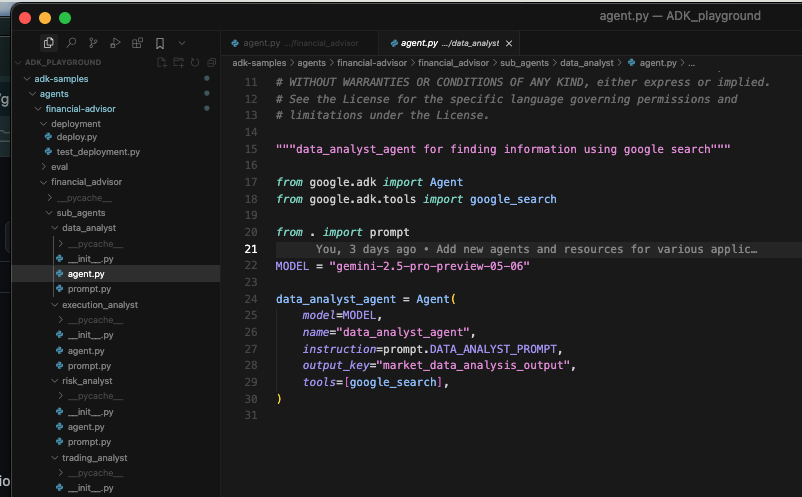 agent.py — ADK_playground
ADK_PLAYGROUND
adk-samples
agents
financial-advisor
deployment
deploy.py
test_deployment.py
eval
financial_advisor
__pycache__
sub_agents
data_analyst
__pycache__
__init__.py
agent.py
prompt.py
execution_analyst
__pycache__
__init__.py
agent.py
prompt.py
risk_analyst
__pycache__
__init__.py
agent.py
prompt.py
trading_analyst
__pycache__
__init__.py
agent.py .../financial_advisor
agent.py .../data_analyst
adk-samples > agents > financial-advisor > financial_advisor > sub_agents > data_analyst > agent.py > ...
11 # WITHOUT WARRANTIES OR CONDITIONS OF ANY KIND, either express or implied.
12 # See the License for the specific language governing permissions and
13 # limitations under the License.
14
15 """data_analyst_agent for finding information using google search"""
16
17 from google.adk import Agent
18 from google.adk.tools import google_search
19
20 from . import prompt
21 You, 3 days ago • Add new agents and resources for various applic…
22 MODEL = "gemini-2.5-pro-preview-05-06"
23
24 data_analyst_agent = Agent(
25 model=MODEL,
26 name="data_analyst_agent",
27 instruction=prompt.DATA_ANALYST_PROMPT,
28 output_key="market_data_analysis_output",
29 tools=[google_search],
30 )
31